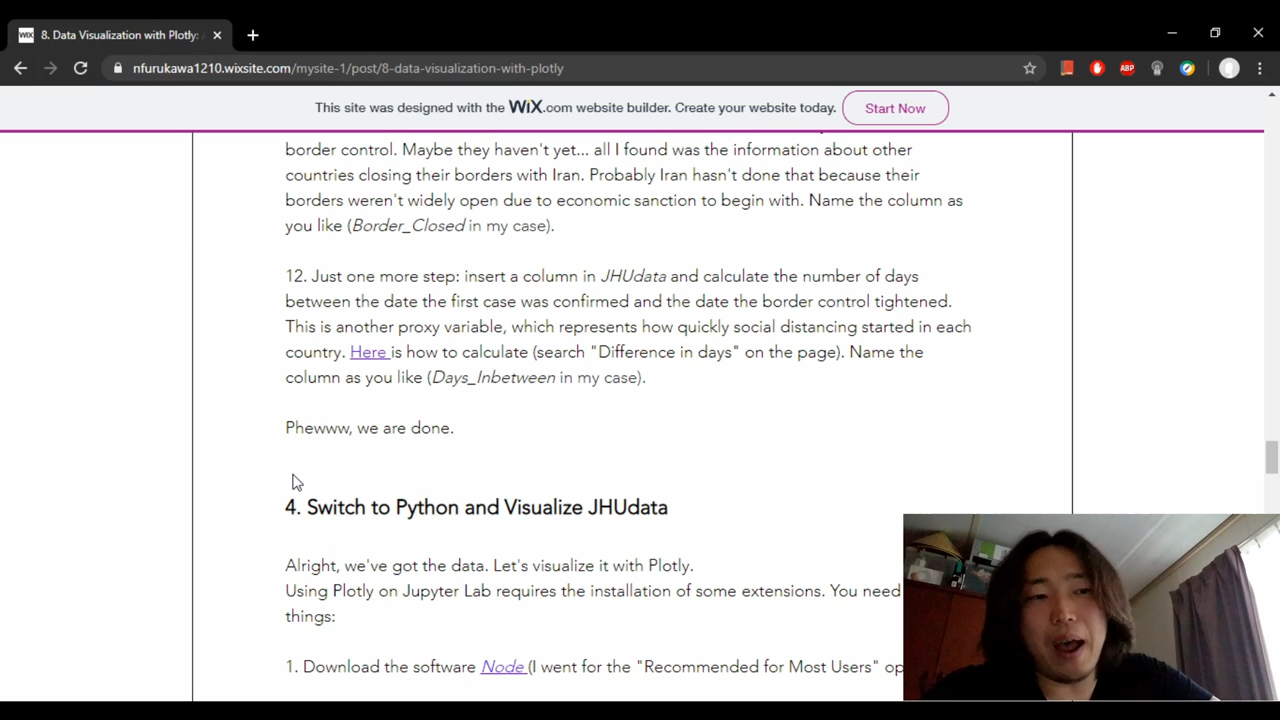 WiX 8. Data Visualization with Plotly:
nfurukawa1210.wixsite.com/mysite-1/post/8-data-visualization-with-plotly
ABP
This site was designed with the WiX.com website builder. Create your website today. Start Now
border control. Maybe they haven't yet... all I found was the information about other
countries closing their borders with Iran. Probably Iran hasn't done that because their
borders weren't widely open due to economic sanction to begin with. Name the column as
you like (Border_Closed in my case).
12. Just one more step: insert a column in JHUdata and calculate the number of days
between the date the first case was confirmed and the date the border control tightened.
This is another proxy variable, which represents how quickly social distancing started in each
country. Here is how to calculate (search "Difference in days" on the page). Name the
column as you like (Days_Inbetween in my case).
Phewww, we are done.
4. Switch to Python and Visualize JHUdata
Alright, we've got the data. Let's visualize it with Plotly.
Using Plotly on Jupyter Lab requires the installation of some extensions. You need
things:
1. Download the software Node (I went for the "Recommended for Most Users" op